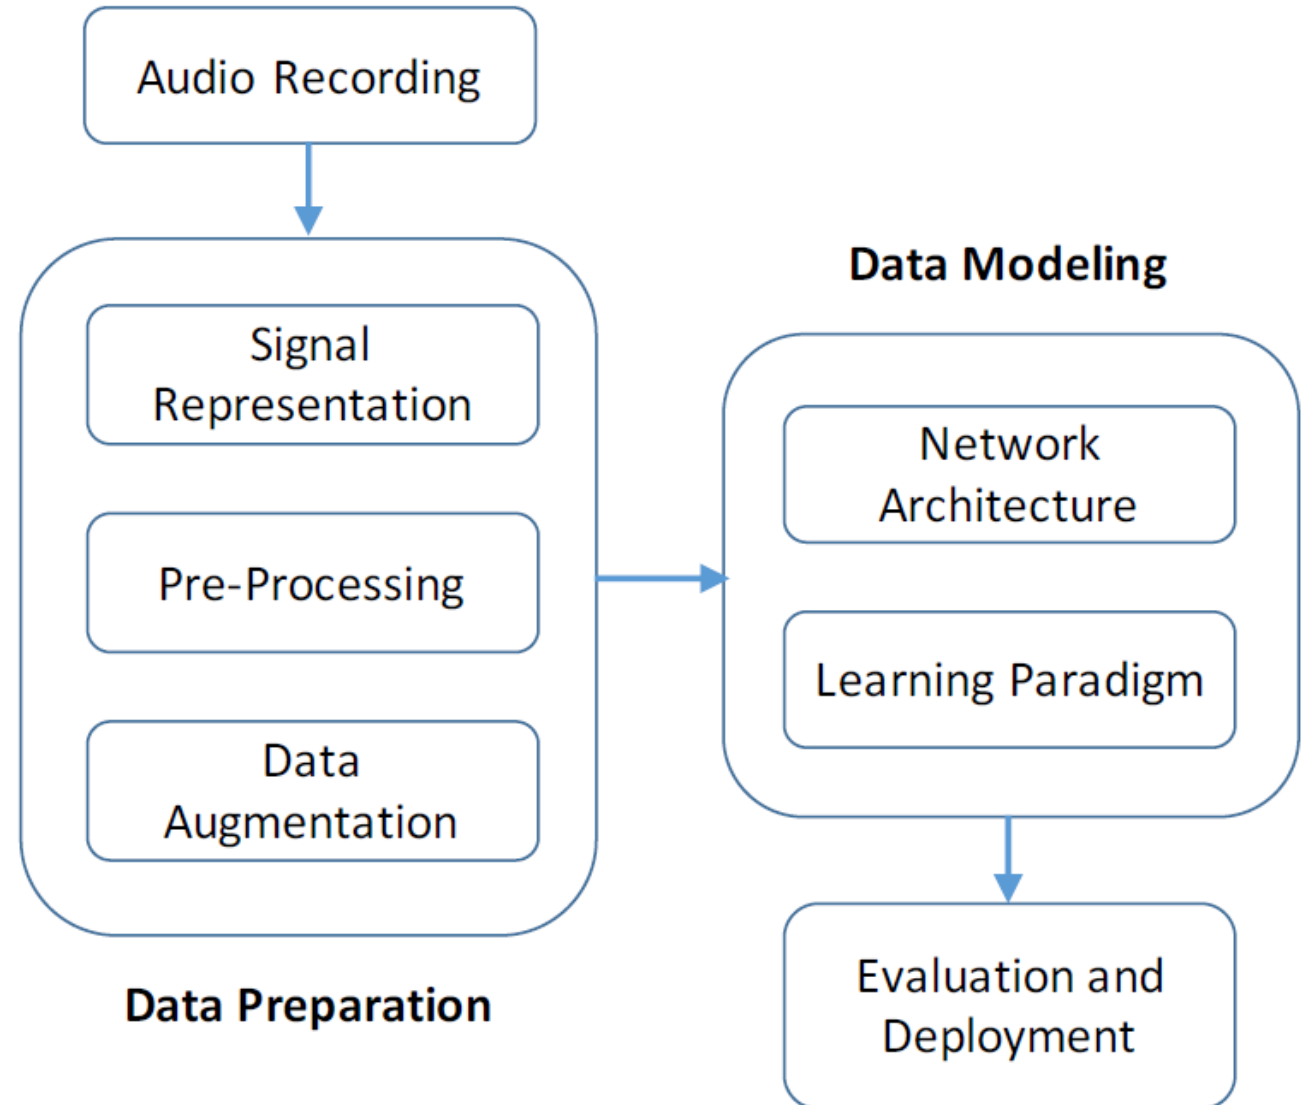 Audio Recording
Signal
Representation
Pre-Processing
Data
Augmentation
Data Preparation
Data Modeling
Network
Architecture
Learning Paradigm
Evaluation and
Deployment